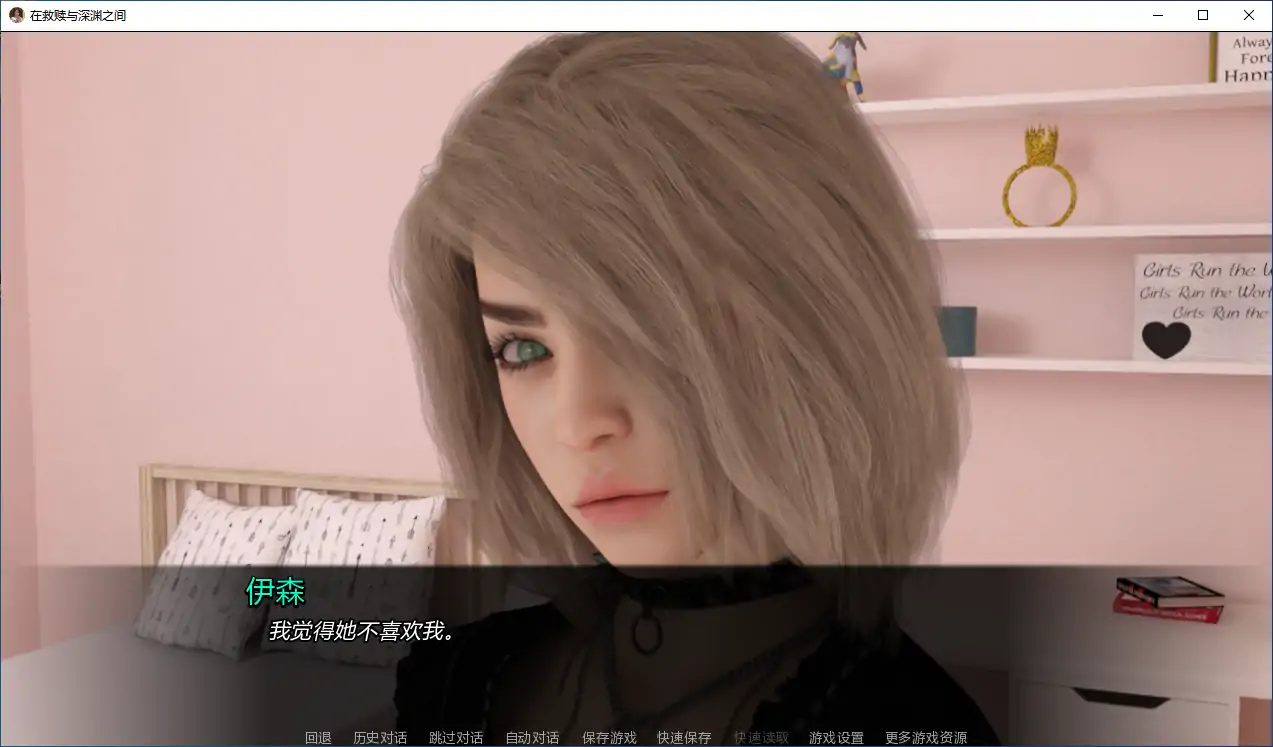 在救赎与深渊之间
Alway
Fore
Happ
Girls Run the W
Girls Run the Worl
Girls Run the
伊森
我觉得她不喜欢我。
回退 历史对话 跳过对话 自动对话 保存游戏 快速保存 快速读取 游戏设置 更多游戏资源